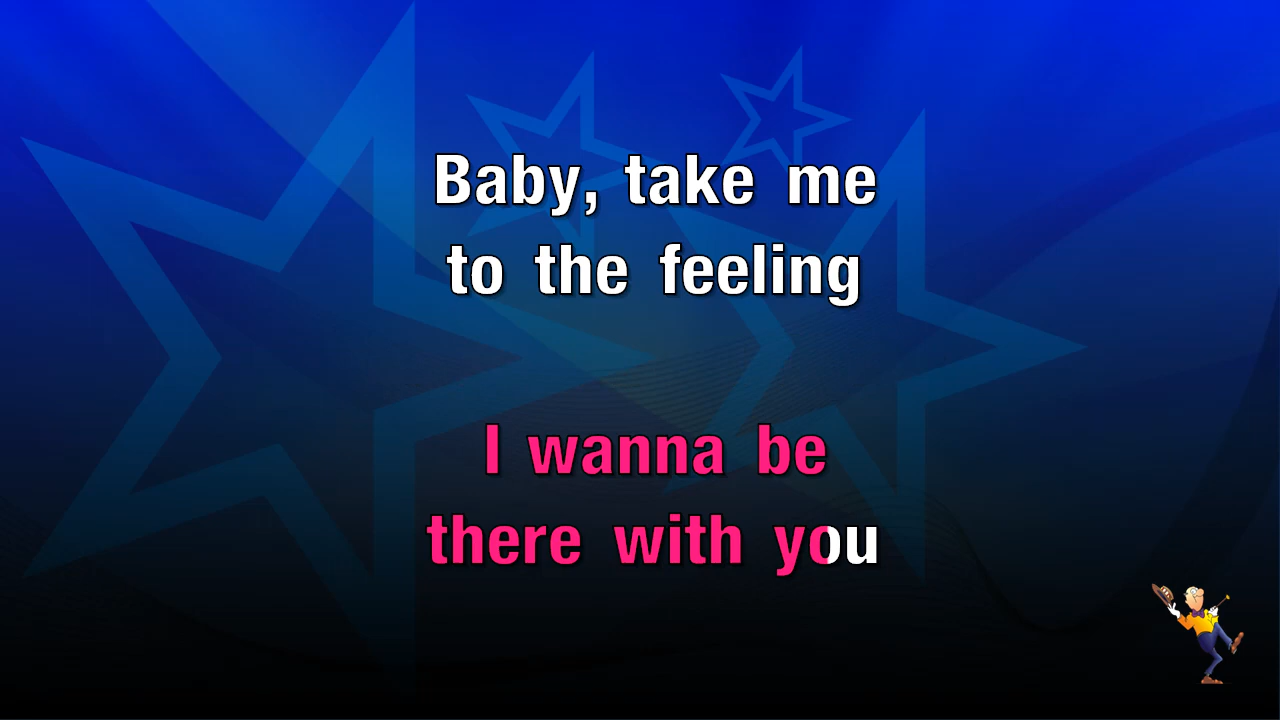 Baby, take me
to the feeling
I wanna be
there with you